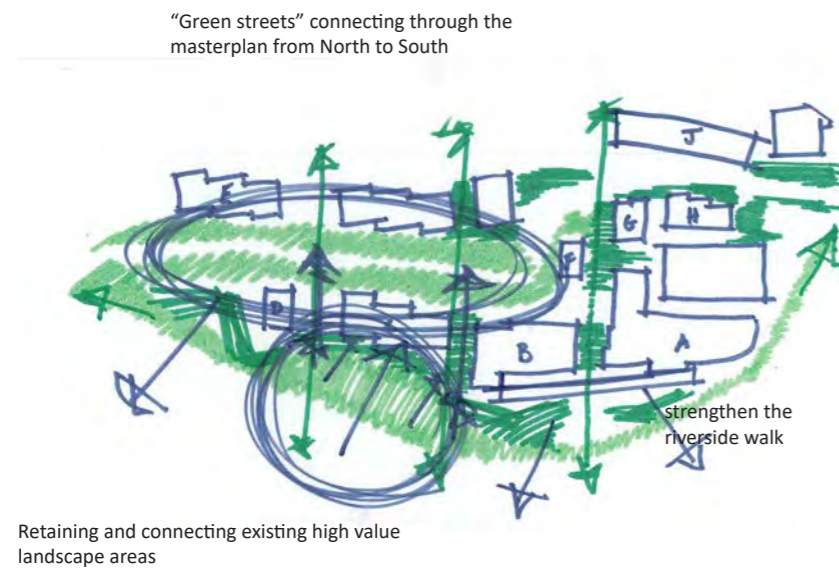 “Green streets” connecting through the
masterplan from North to South
J
E
G
H
F
D
B
A
strengthen the
riverside walk
Retaining and connecting existing high value
landscape areas